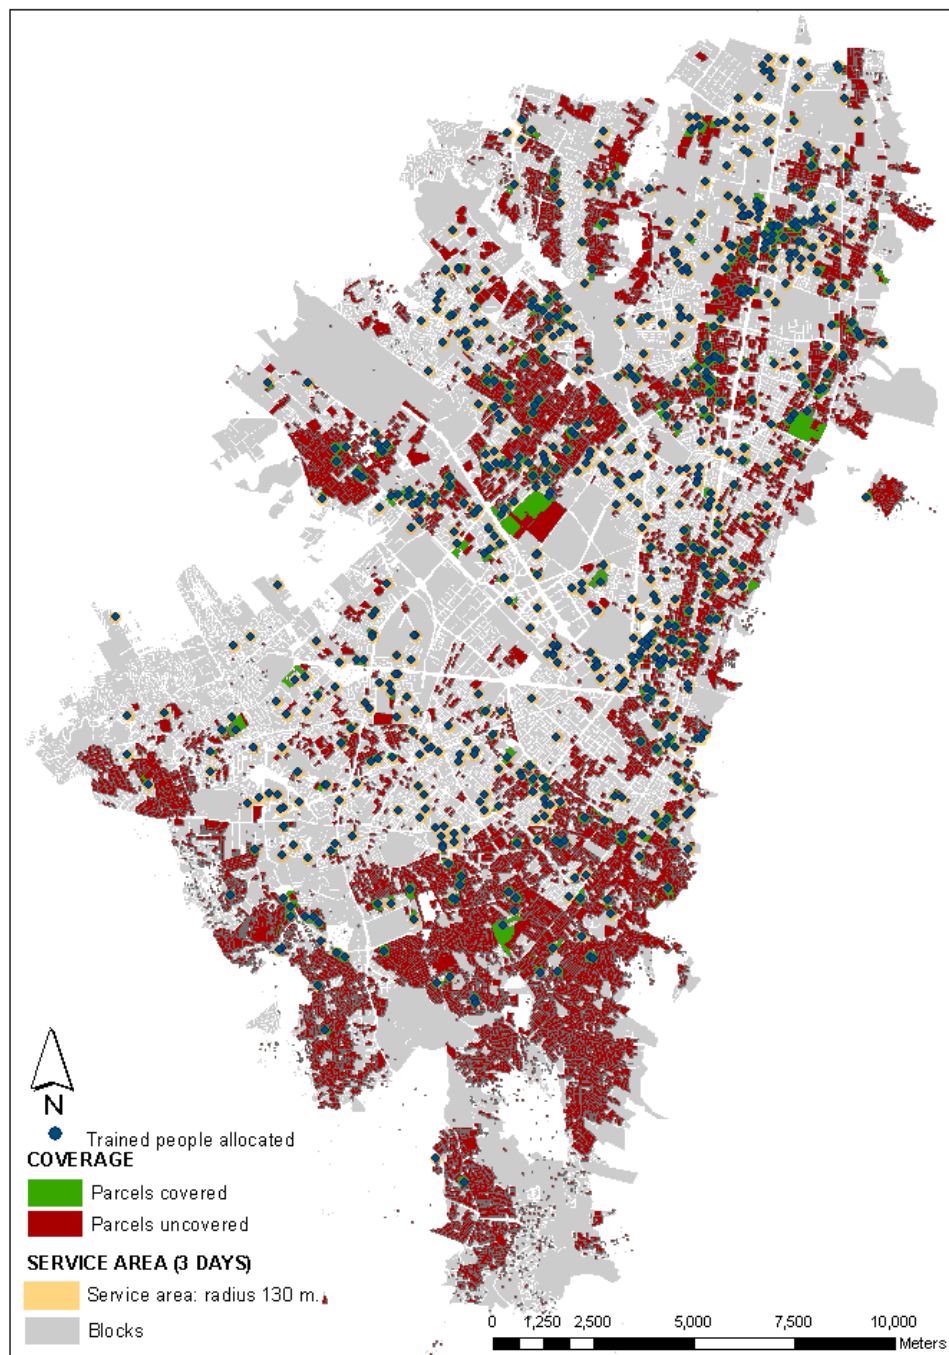 N
Trained people allocated
COVERAGE
Parcels covered
Parcels uncovered
SERVICE AREA (3 DAYS)
Service area: radius 130 m.
Blocks
0 1,250 2,500 5,000 7,500 10,000
Meters